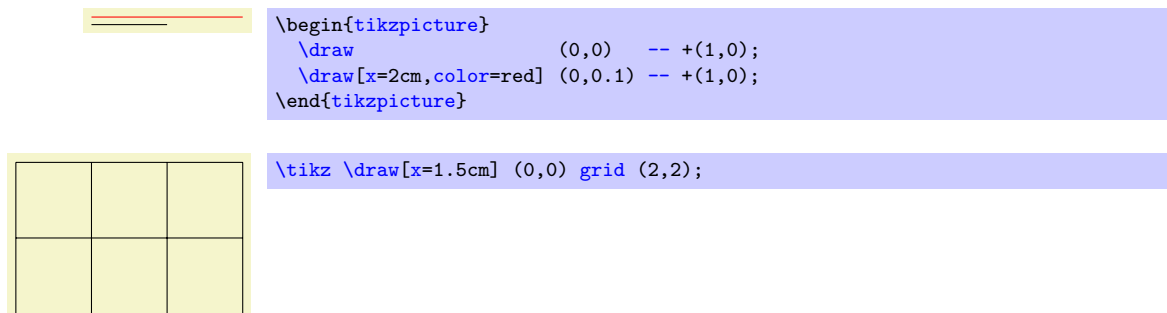 \begin{tikzpicture}
  \draw                 (0,0)   -- +(1,0);
  \draw[x=2cm,color=red] (0,0.1) -- +(1,0);
\end{tikzpicture}
\tikz \draw[x=1.5cm] (0,0) grid (2,2);